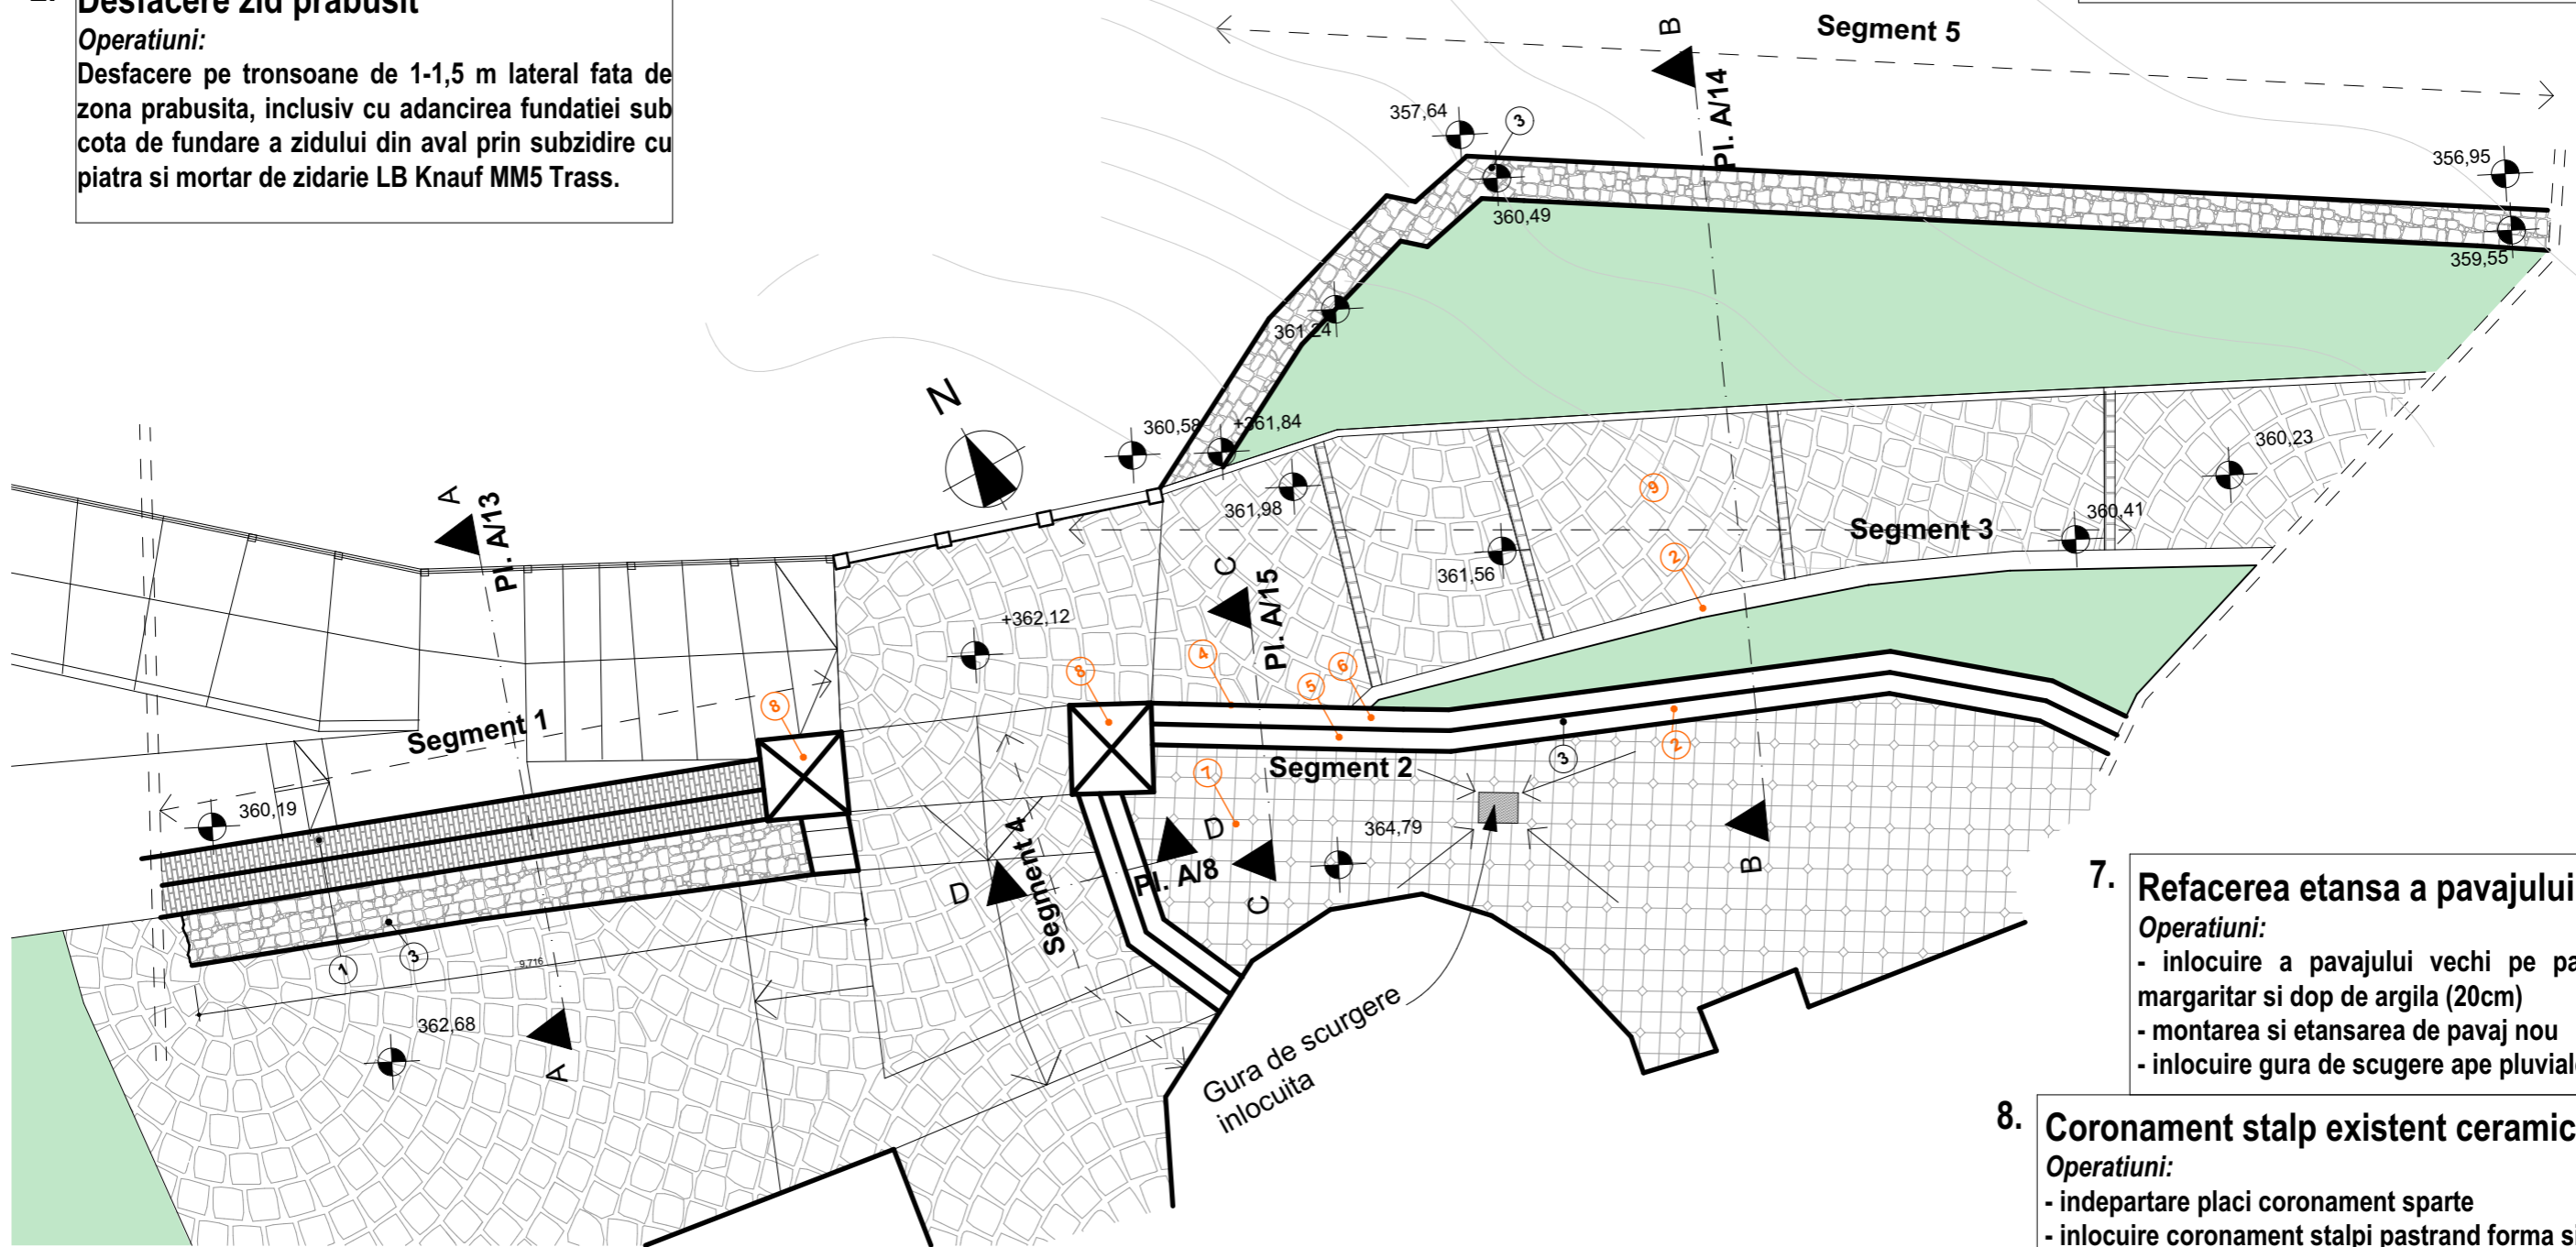 Desfacere zid prabusit
Operatiuni:
Desfacere pe tronsoane de 1-1,5 m lateral fata de
zona prabusita, inclusiv cu adancirea fundatiei sub
cota de fundare a zidului din aval prin subzidire cu
piatra si mortar de zidarie LB Knauf MM5 Trass.
Segment 5
B
Pl. A/14
357,64
3
360,49
356,95
359,55
361,24
N
360,58
+361,84
360,23
A
Pl. A/13
361,98
9
Segment 3
360,41
C
Pl. A/15
361,56
2
+362,12
4
6
8
5
8
Segment 1
3
2
Segment 2
7
360,19
Segment 4
D
364,79
D
Pl. A/8
C
B
1
3
9,716
362,68
A
Gura de scurgere
inlocuita
7.
Refacerea etansa a pavajului
Operatiuni:
- inlocuire a pavajului vechi pe
margaritar si dop de argila (20cm)
- montarea si etansarea de pavaj nou
- inlocuire gura de scugere ape
8.
Coronament stalp existent ceramic
Operatiuni:
- indepartare placi coronament sparte
- inlocuire coronament stalpi pastrand forma si